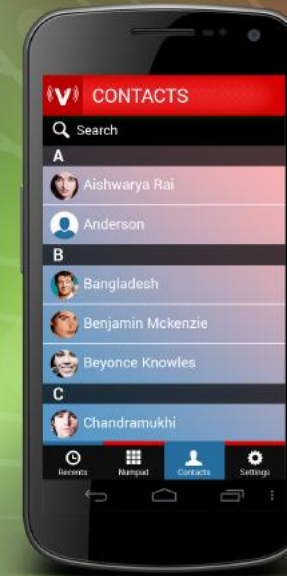 V CONTACTS
Search
A
Aishwarya Rai
Anderson
B
Bangladesh
Benjamin Mckenzie
Beyonce Knowles
C
Chandramukhi
Recents Numpad Contacts Settings